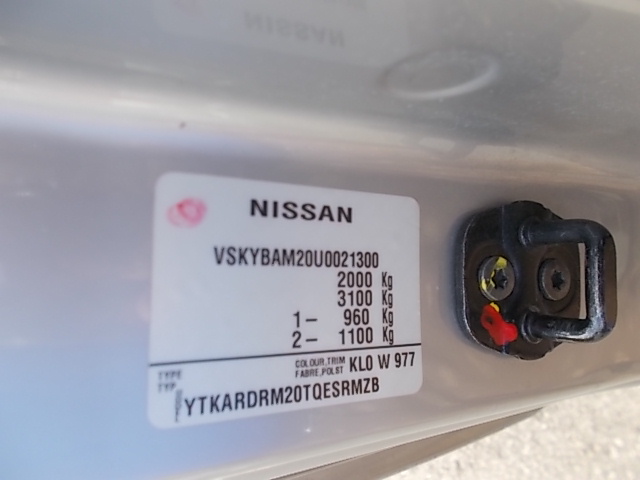 NISSAN
VSKYBAM20U0021300
2000 Kg
3100 Kg
1- 960 Kg
2- 1100 Kg
TYPE
TYP
COLOUR,TRIM
FABRE,POLST
KL0 W 977
YTKARDRM20TQESRMZB